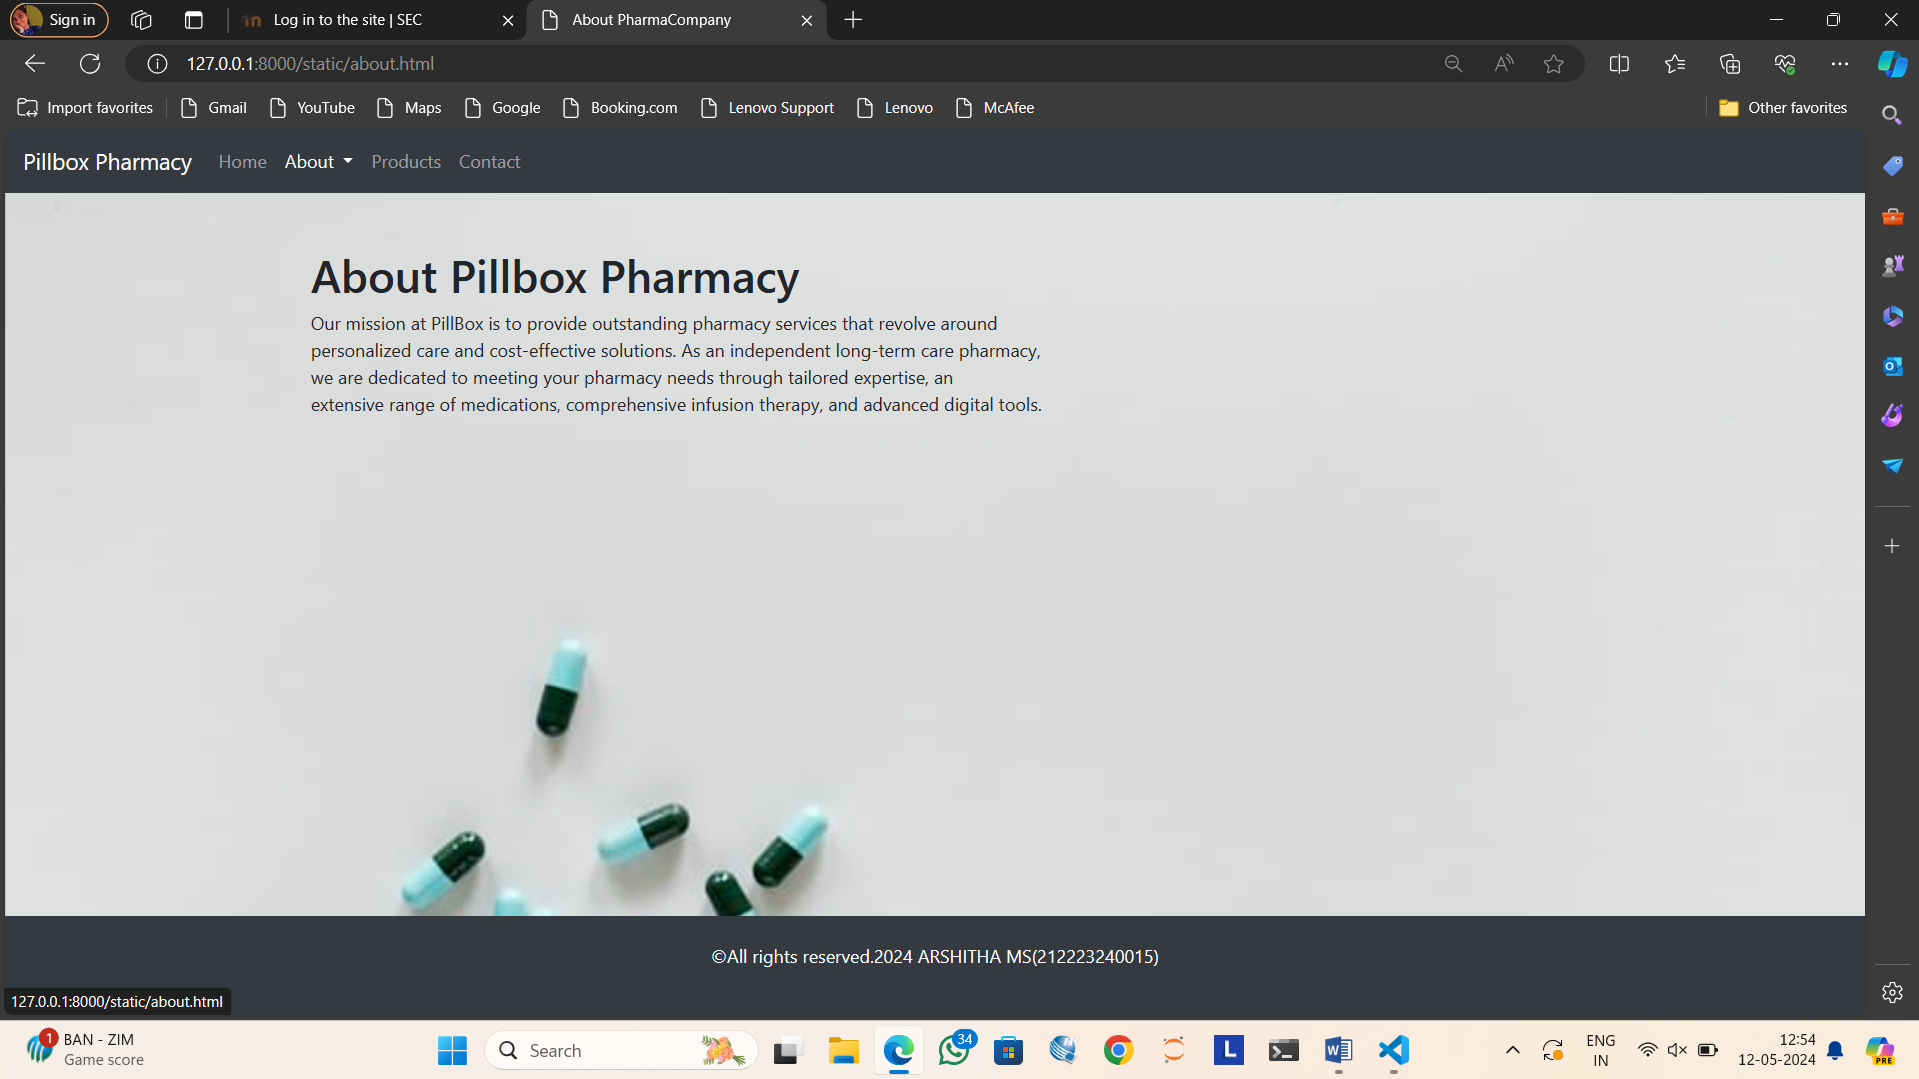 Sign in
Log in to the site | SEC
About PharmaCompany
127.0.0.1:8000/static/about.html
Import favorites
Gmail
YouTube
Maps
Google
Booking.com
Lenovo Support
Lenovo
McAfee
Other favorites
Pillbox Pharmacy
Home
About
Products
Contact
About Pillbox Pharmacy
Our mission at PillBox is to provide outstanding pharmacy services that revolve around
personalized care and cost-effective solutions. As an independent long-term care pharmacy,
we are dedicated to meeting your pharmacy needs through tailored expertise, an
extensive range of medications, comprehensive infusion therapy, and advanced digital tools.
©All rights reserved.2024 ARSHITHA MS(212223240015)
127.0.0.1:8000/static/about.html
1
BAN - ZIM
Game score
Search
34
L
ENG
IN
12:54
12-05-2024
PRE